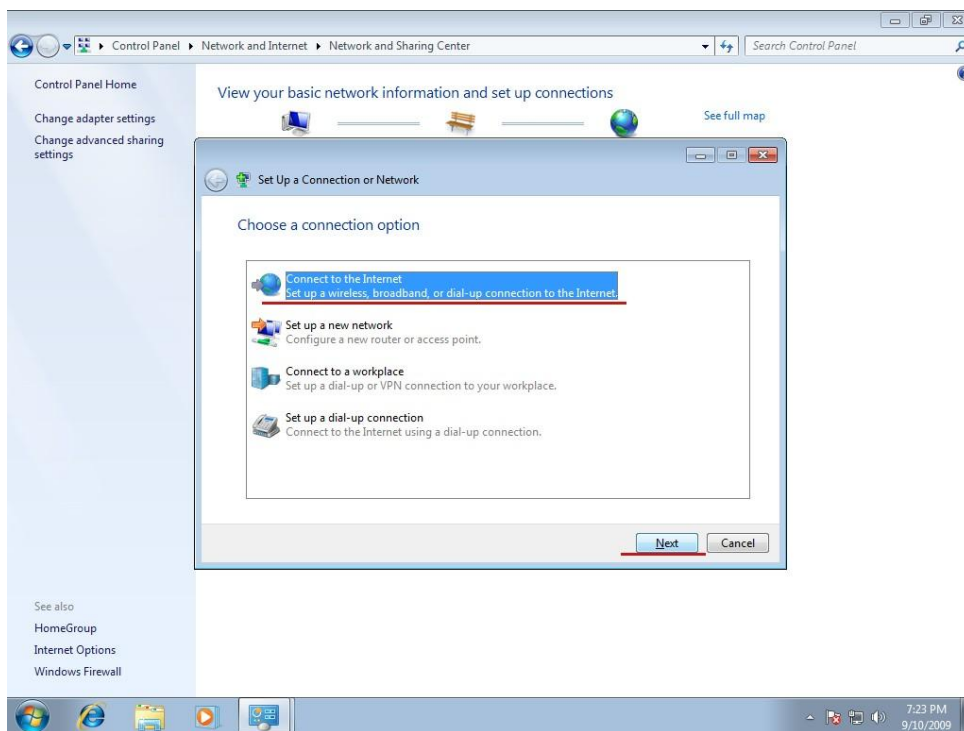 Control Panel
Network and Internet
Network and Sharing Center
Search Control Panel
Control Panel Home
Change adapter settings
Change advanced sharing
settings
View your basic network information and set up connections
See full map
Set Up a Connection or Network
Choose a connection option
Connect to the Internet
Set up a wireless, broadband, or dial-up connection to the Internet.
Set up a new network
Configure a new router or access point.
Connect to a workplace
Set up a dial-up or VPN connection to your workplace.
Set up a dial-up connection
Connect to the Internet using a dial-up connection.
Next
Cancel
See also
HomeGroup
Internet Options
Windows Firewall
7:23 PM
9/10/2009